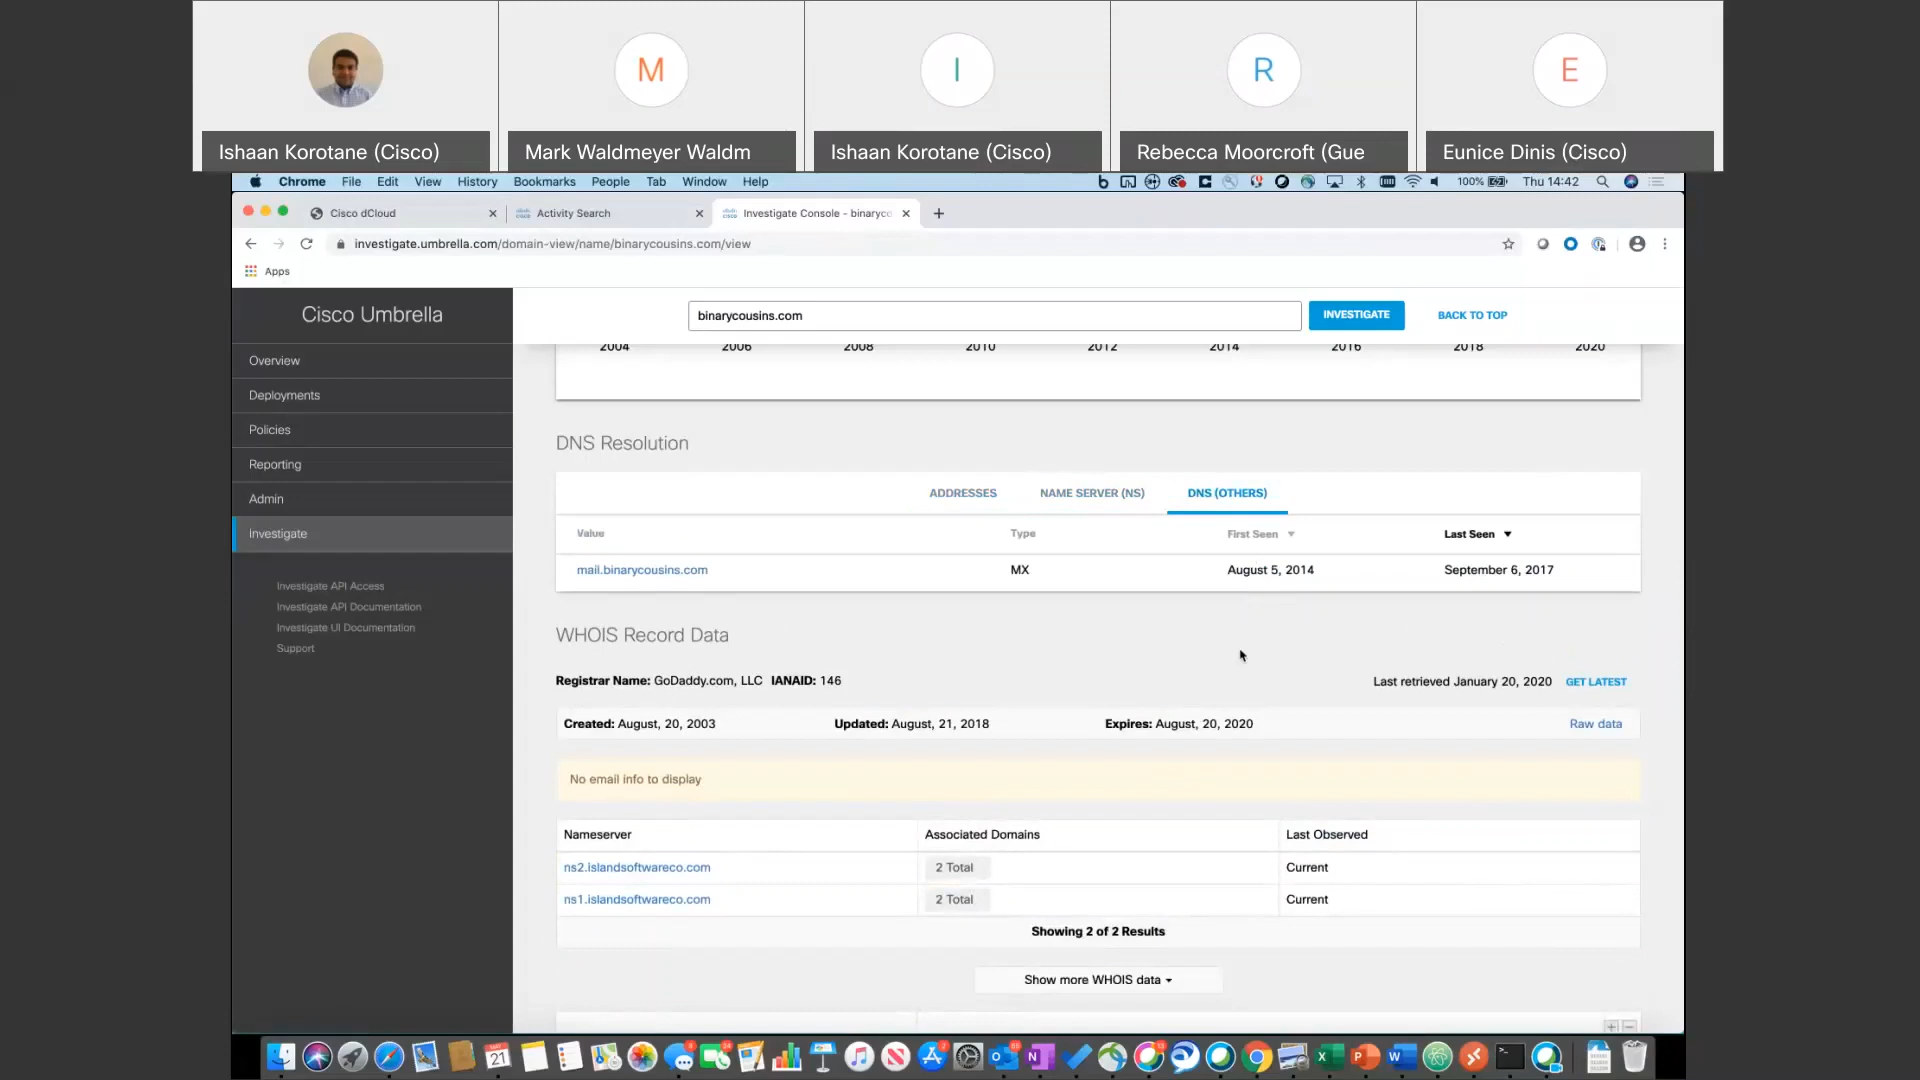 M
I
R
E
Ishaan Korotane (Cisco)
Mark Waldmeyer Waldm
Ishaan Korotane (Cisco)
Rebecca Moorcroft (Gue
Eunice Dinis (Cisco)
Chrome File Edit View History Bookmarks People Tab Window Help
100% Thu 14:42
Cisco dCloud
Activity Search
Investigate Console - binaryco
investigate.umbrella.com/domain-view/name/binarycousins.com/view
Apps
Cisco Umbrella
binarycousins.com
INVESTIGATE
BACK TO TOP
2004 2006 2008 2010 2012 2014 2016 2018 2020
Overview
Deployments
Policies
Reporting
Admin
Investigate
Investigate API Access
Investigate API Documentation
Investigate UI Documentation
Support
DNS Resolution
ADDRESSES NAME SERVER (NS) DNS (OTHERS)
Value Type First Seen Last Seen
mail.binarycousins.com MX August 5, 2014 September 6, 2017
WHOIS Record Data
Registrar Name: GoDaddy.com, LLC IANAID: 146
Last retrieved January 20, 2020 GET LATEST
Created: August, 20, 2003 Updated: August, 21, 2018 Expires: August, 20, 2020 Raw data
No email info to display
Nameserver Associated Domains Last Observed
ns2.islandsoftwareco.com 2 Total Current
ns1.islandsoftwareco.com 2 Total Current
Showing 2 of 2 Results
Show more WHOIS data
21